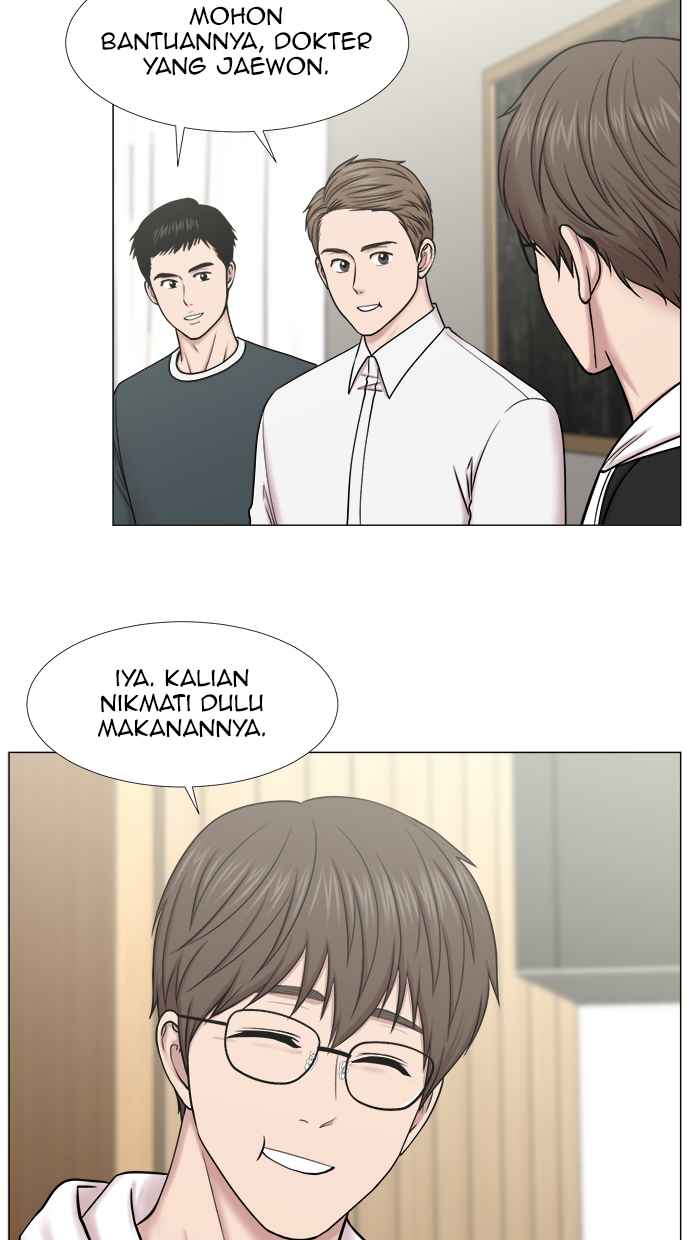 MOHON
BANTUANNYA, DOKTER
YANG JAEWON.
IYA. KALIAN
NIKMATI DULU
MAKANANNYA.